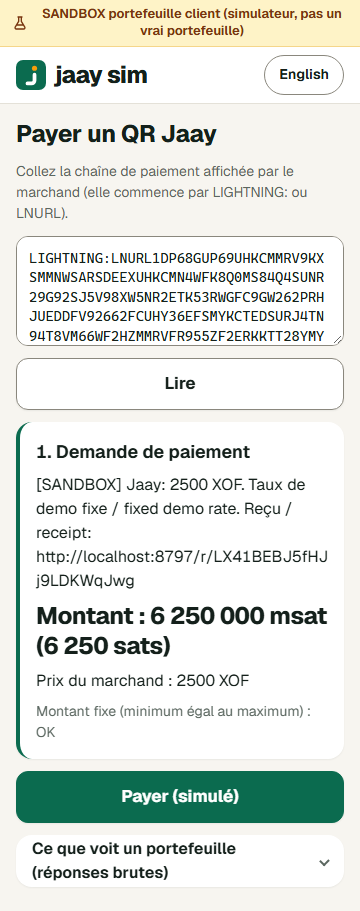 SANDBOX portefeuille client (simulateur, pas un
vrai portefeuille)
jaay sim
English
Payer un QR Jaay
Collez la chaîne de paiement affichée par le
marchand (elle commence par LIGHTNING: ou
LNURL).
LIGHTNING:LNURL1DP68GUP69UHKCMMRV9KX
SMMNWSARSDEEXUHKCMN4WFK8Q0MS84Q4SUNR
29G92SJ5V98XW5NR2ETK53RWGFC9GW262PRH
JUEDDFV92662FCUHY36EFSMYKCTEDSURJ4TN
94T8VM66WF2HZMMRVFR955ZF2ERKKTT28YMY
Lire
1. Demande de paiement
[SANDBOX] Jaay: 2500 XOF. Taux de
demo fixe / fixed demo rate. Reçu /
receipt:
http://localhost:8797/r/LX41BEBJ5fHJ
j9LDKWqJwg
Montant : 6 250 000 msat
(6 250 sats)
Prix du marchand : 2500 XOF
Montant fixe (minimum égal au maximum) :
OK
Payer (simulé)
Ce que voit un portefeuille
(réponses brutes)